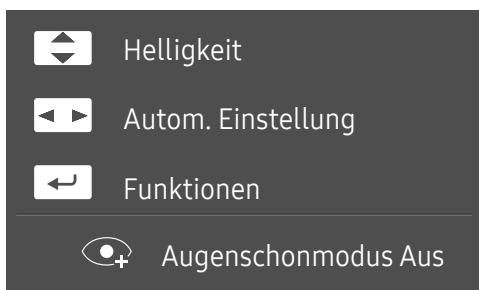 Helligkeit
Autom. Einstellung
Funktionen
Augenschonmodus Aus